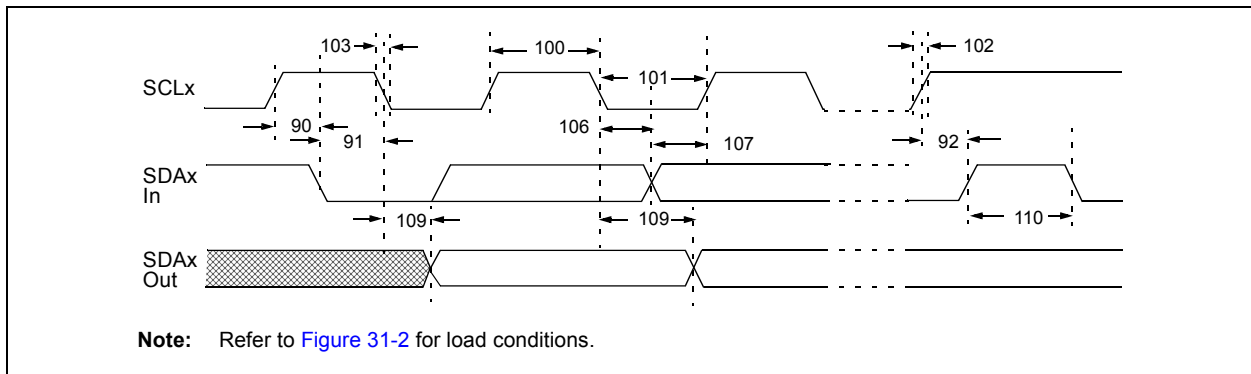 103
100
102
101
SCLx
90
106
91
107
92
SDAx
In
109
109
110
SDAx
Out
Note: Refer to Figure 31-2 for load conditions.